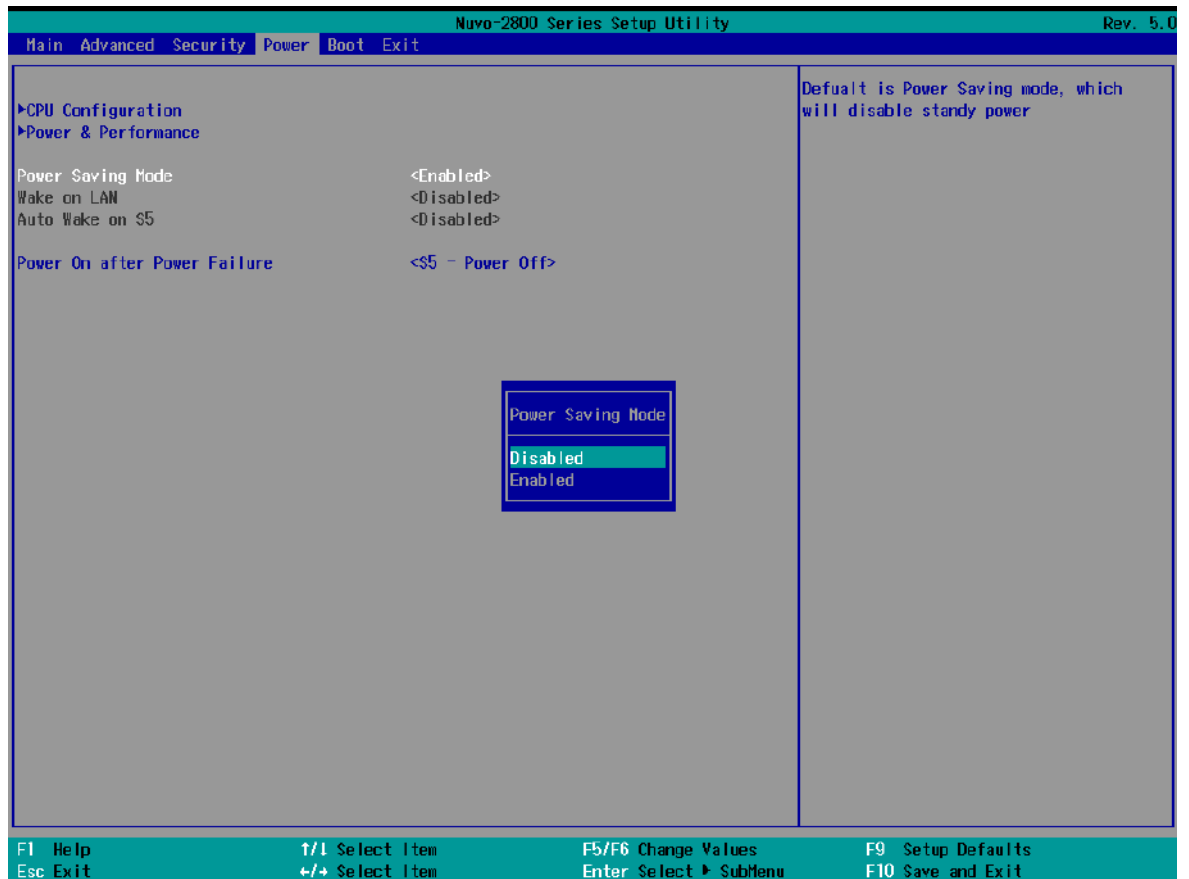 Nuvo-2800 Series Setup Utility Rev. 5.0
Main Advanced Security Power Boot Exit
▶CPU Configuration
▶Power & Performance
Power Saving Mode <Enabled>
Wake on LAN <Disabled>
Auto Wake on S5 <Disabled>
Power On after Power Failure <S5 - Power Off>
Defualt is Power Saving mode, which
will disable standy power
Power Saving Mode
Disabled
Enabled
F1 Help ↑/↓ Select Item F5/F6 Change Values F9 Setup Defaults
Esc Exit ←/→ Select Item Enter Select ▶ SubMenu F10 Save and Exit